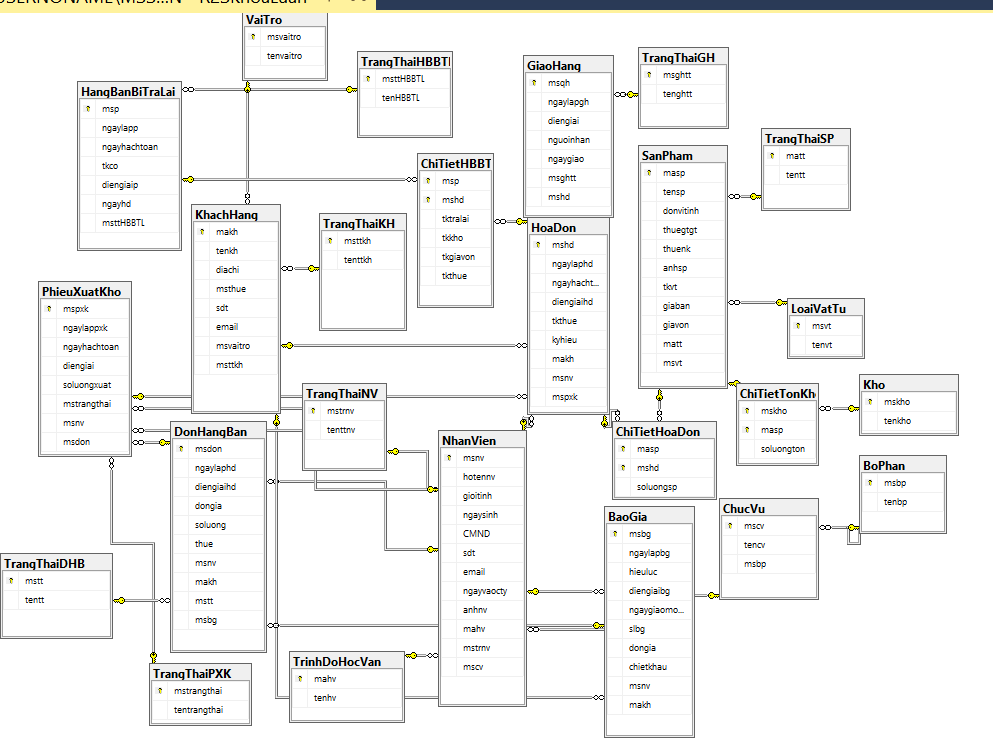 VaiTro
msvaitro
tenvaitro
TrangThaiHBBTL
msttHBBTL
tenHBBTL
HangBanBiTraLai
msp
ngaylapp
ngayhachtoan
tkco
diengiaip
ngayhd
msttHBBTL
GiaoHang
msqh
ngaylapgh
diengiai
nguoinhan
ngaygiao
msghtt
mshd
TrangThaiGH
msghtt
tenghtt
TrangThaiSP
matt
tentt
ChiTietHBBT
msp
mshd
tktralai
tkkho
tkgiavon
tkthue
SanPham
masp
tensp
donvitinh
thuegtgt
thuenk
anhsp
tkvt
giaban
giavon
matt
msvt
KhachHang
makh
tenkh
diachi
msthue
sdt
email
msvaitro
msttkh
TrangThaiKH
msttkh
tenttkh
HoaDon
mshd
ngaylaphd
ngayhacht...
diengiaihd
tkthue
kyhieu
makh
msnv
mspxk
PhieuXuatKho
mspxk
ngaylappxk
ngayhachtoan
diengiai
soluongxuat
mstrangthai
msnv
msdon
LoaiVatTu
msvt
tenvt
TrangThaiNV
mstrnv
tenttnv
ChiTietTonKh
mskho
masp
soluongton
Kho
mskho
tenkho
DonHangBan
msdon
ngaylaphd
diengiaihd
dongia
soluong
thue
msnv
makh
mstt
msbg
NhanVien
msnv
hotennv
gioitinh
ngaysinh
CMND
sdt
email
ngayvaocty
anhnv
mahv
mstrnv
mscv
ChiTietHoaDon
masp
mshd
soluongsp
BoPhan
msbp
tenbp
ChucVu
mscv
tencv
msbp
BaoGia
msbg
ngaylapbg
hieuluc
diengiaibg
ngaygiaomo...
slbg
dongia
chietkhau
msnv
makh
TrangThaiDHB
mstt
tentt
TrinhDoHocVan
mahv
tenhv
TrangThaiPXK
mstrangthai
tentrangthai